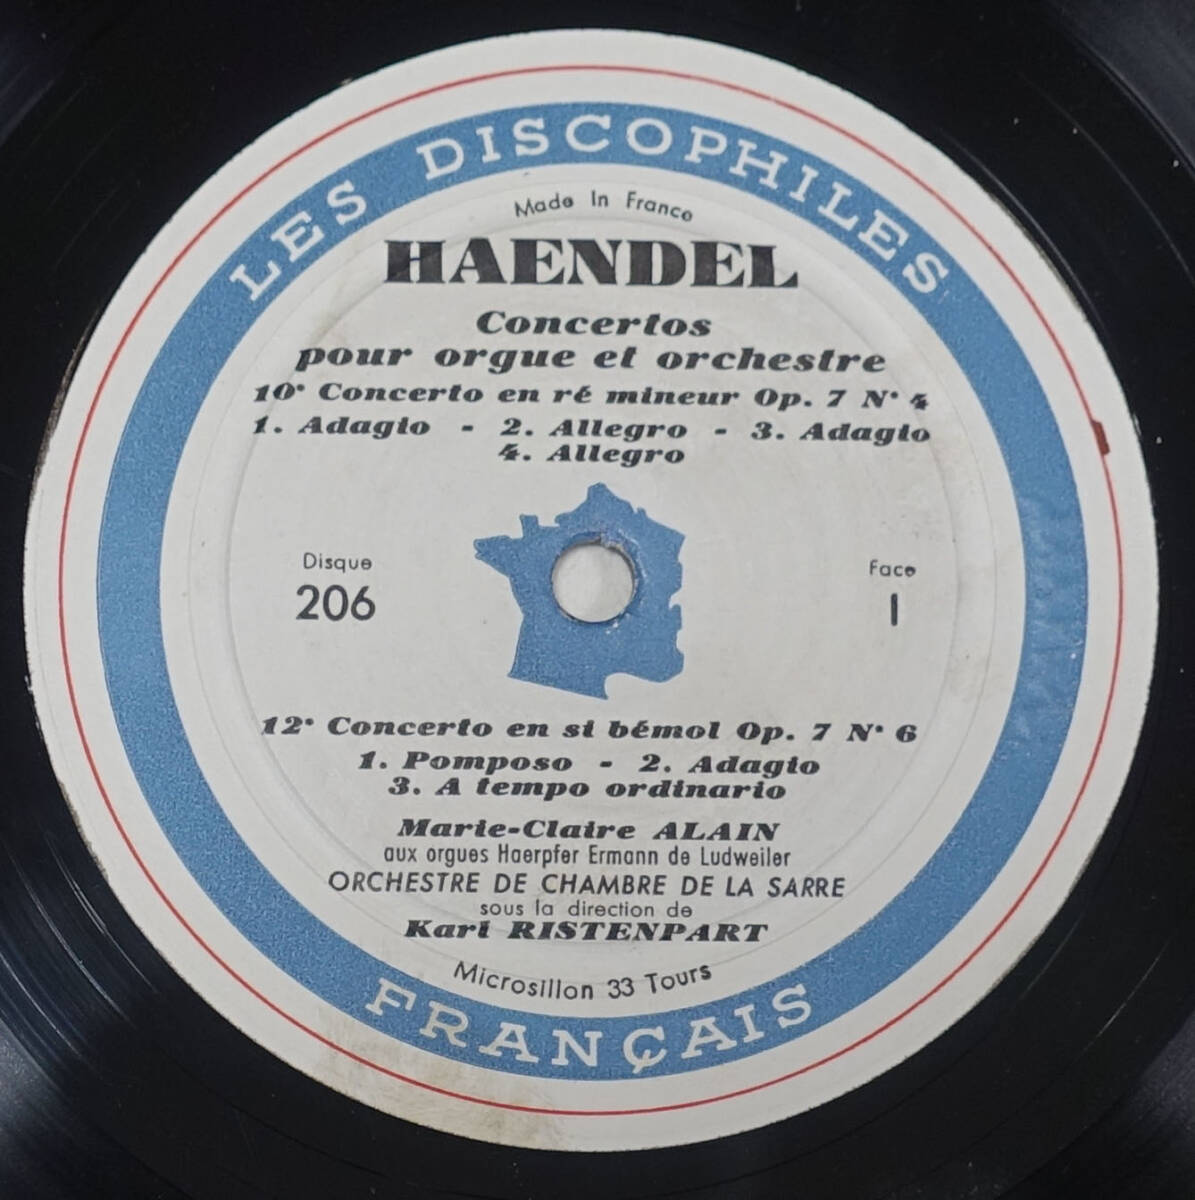 LES DISCOPHILES
Made In France
HAENDEL
Concertos
pour orgue et orchestre
10e Concerto en ré mineur Op. 7 N° 4
1. Adagio - 2. Allegro - 3. Adagio
4. Allegro
Disque
206
Face
I
12e Concerto en si bémol Op. 7 N° 6
1. Pomposo - 2. Adagio
3. A tempo ordinario
Marie-Claire ALAIN
aux orgues Haerpfer Ermann de Ludweiler
ORCHESTRE DE CHAMBRE DE LA SARRE
sous la direction de
Karl RISTENPART
Microsillon 33 Tours
FRANÇAIS